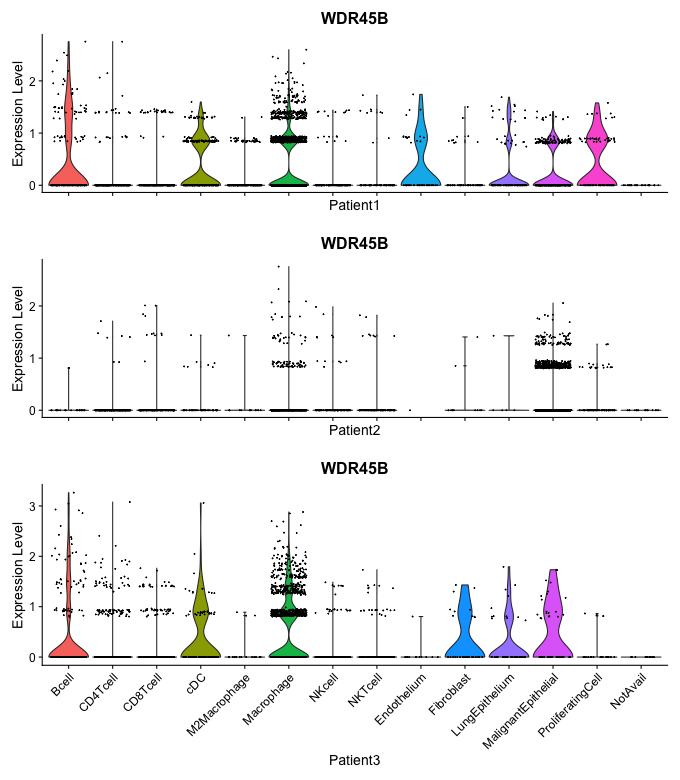 WDR45B
Expression Level
2
1
0
Patient1
WDR45B
Expression Level
2
1
0
Patient2
WDR45B
Expression Level
3
2
1
0
Bcell
CD4Tcell
CD8Tcell
cDC
M2Macrophage
Macrophage
NKcell
NKTcell
Endothelium
Fibroblast
LungEpithelium
MalignantEpithelial
ProliferatingCell
NotAvail
Patient3